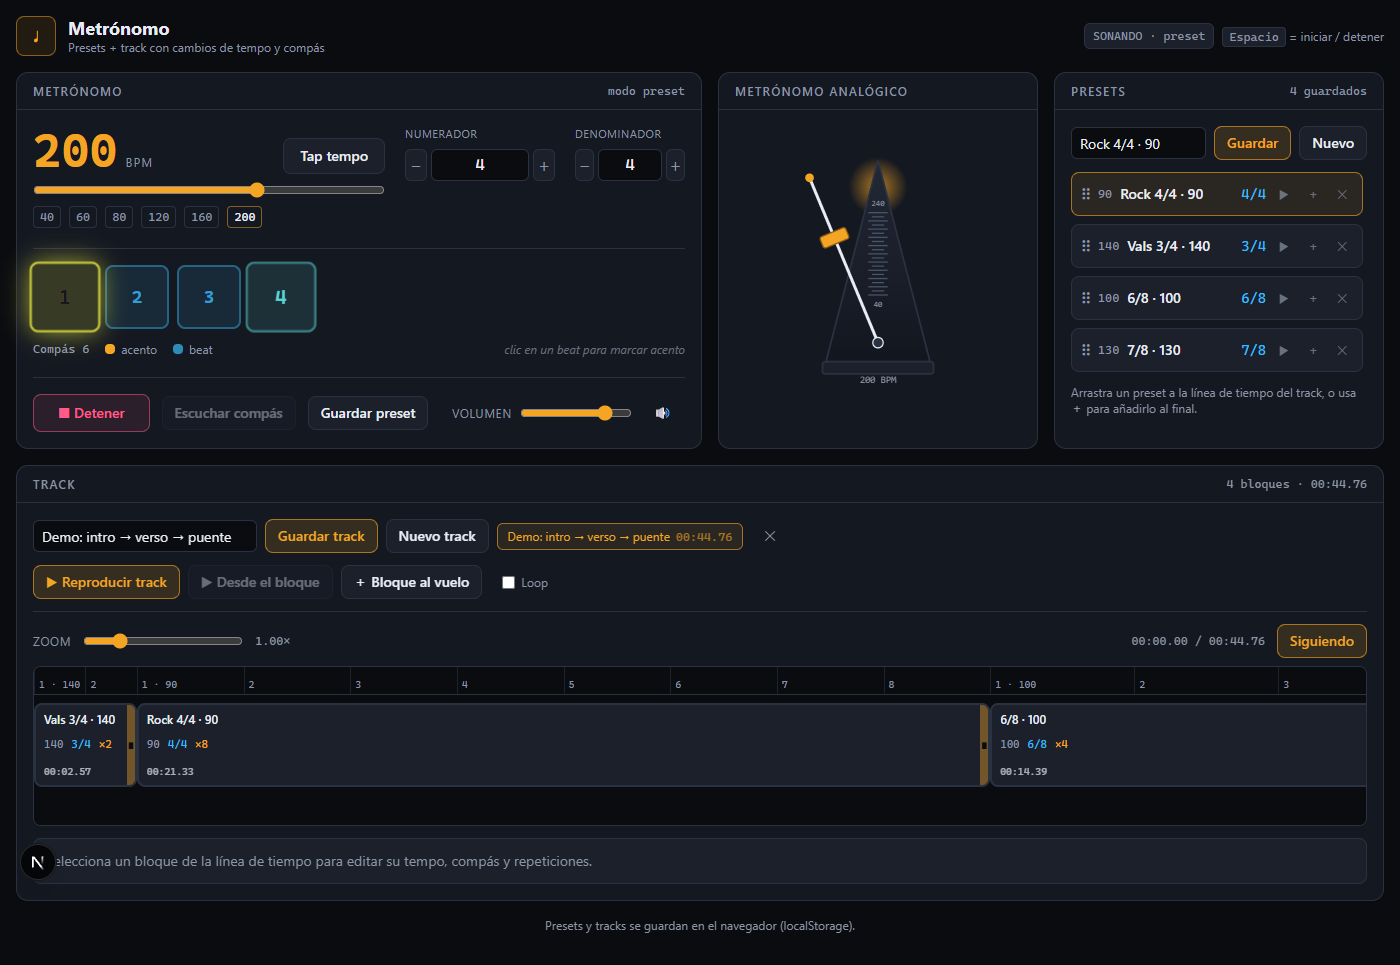 ♩
Metrónomo
Presets + track con cambios de tempo y compás
SONANDO · preset
Espacio = iniciar / detener
METRÓNOMO
modo preset
200 BPM
Tap tempo
40 60 80 120 160 200
NUMERADOR
− 4 +
DENOMINADOR
− 4 +
1 2 3 4
Compás 6 acento beat
clic en un beat para marcar acento
■ Detener
Escuchar compás
Guardar preset
VOLUMEN
METRÓNOMO ANALÓGICO
240
40
200 BPM
PRESETS
4 guardados
Rock 4/4 · 90
Guardar
Nuevo
90 Rock 4/4 · 90 4/4 ▶ + ×
140 Vals 3/4 · 140 3/4 ▶ + ×
100 6/8 · 100 6/8 ▶ + ×
130 7/8 · 130 7/8 ▶ + ×
Arrastra un preset a la línea de tiempo del track, o usa
+ para añadirlo al final.
TRACK
4 bloques · 00:44.76
Demo: intro → verso → puente
Guardar track
Nuevo track
Demo: intro → verso → puente 00:44.76
×
▶ Reproducir track
▶ Desde el bloque
+ Bloque al vuelo
Loop
ZOOM
1.00×
00:00.00 / 00:44.76
Siguiendo
1 · 140 2 1 · 90 2 3 4 5 6 7 8 1 · 100 2 3
Vals 3/4 · 140
140 3/4 ×2
00:02.57
Rock 4/4 · 90
90 4/4 ×8
00:21.33
6/8 · 100
100 6/8 ×4
00:14.39
N
elecciona un bloque de la línea de tiempo para editar su tempo, compás y repeticiones.
Presets y tracks se guardan en el navegador (localStorage).